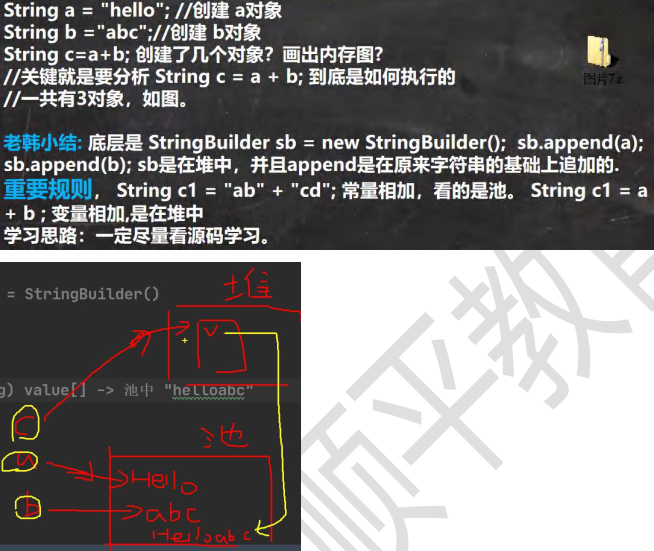 String a = "hello"; //创建 a对象
String b ="abc";//创建 b对象
String c=a+b; 创建了几个对象？画出内存图？
//关键就是要分析 String c = a + b; 到底是如何执行的
//一共有3对象，如图。
图片7z
老韩小结: 底层是 StringBuilder sb = new StringBuilder(); sb.append(a);
sb.append(b); sb是在堆中，并且append是在原来字符串的基础上追加的.
重要规则， String c1 = "ab" + "cd"; 常量相加，看的是池。 String c1 = a
+ b ; 变量相加,是在堆中
学习思路：一定尽量看源码学习。
= StringBuilder()
堆
v
g) value[] -> 池中 "helloabc"
c
池
a
Hello
b
abc
Helloabc
顺平教育